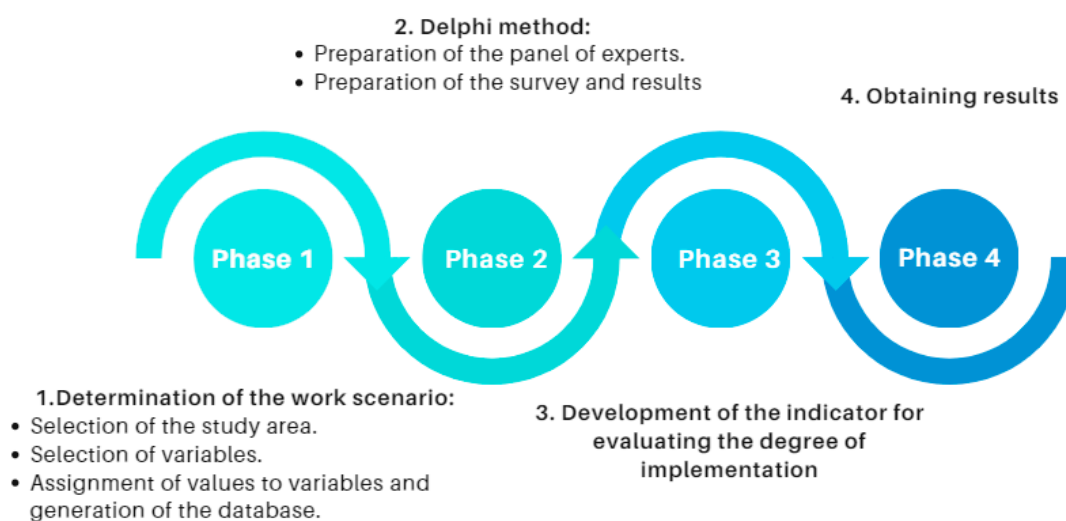 2. Delphi method:
• Preparation of the panel of experts.
• Preparation of the survey and results
4. Obtaining results
Phase 1
Phase 2
Phase 3
Phase 4
1.Determination of the work scenario:
• Selection of the study area.
• Selection of variables.
• Assignment of values to variables and
generation of the database.
3. Development of the indicator for
evaluating the degree of
implementation